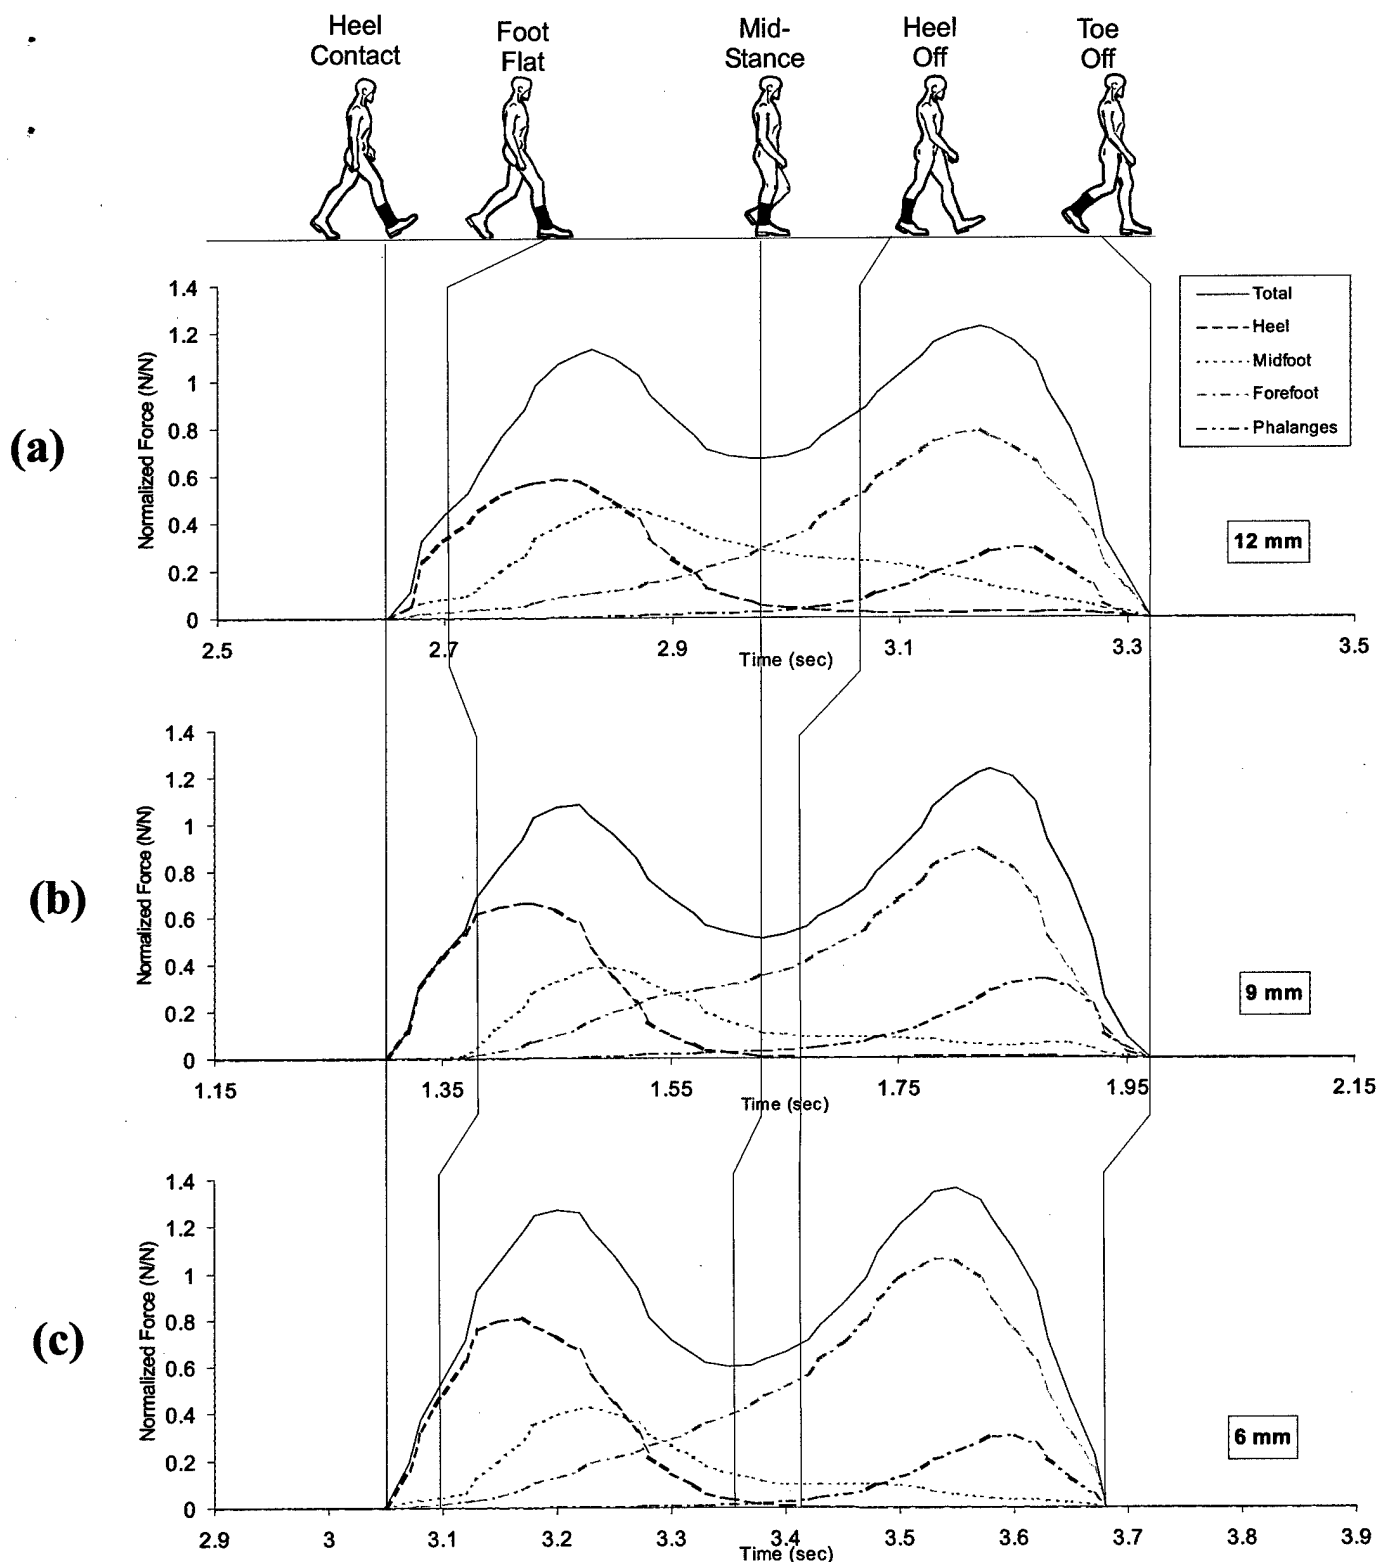 Heel Contact
Foot Flat
Mid-Stance
Heel Off
Toe Off
(a)
Normalized Force (N/N)
1.4
1.2
1
0.8
0.6
0.4
0.2
0
Total
Heel
Midfoot
Forefoot
Phalanges
12 mm
2.5 2.7 2.9 3.1 3.3 3.5
Time (sec)
(b)
Normalized Force (N/N)
1.4
1.2
1
0.8
0.6
0.4
0.2
0
9 mm
1.15 1.35 1.55 1.75 1.95 2.15
Time (sec)
(c)
Normalized Force (N/N)
1.4
1.2
1
0.8
0.6
0.4
0.2
0
6 mm
2.9 3 3.1 3.2 3.3 3.4 3.5 3.6 3.7 3.8 3.9
Time (sec)